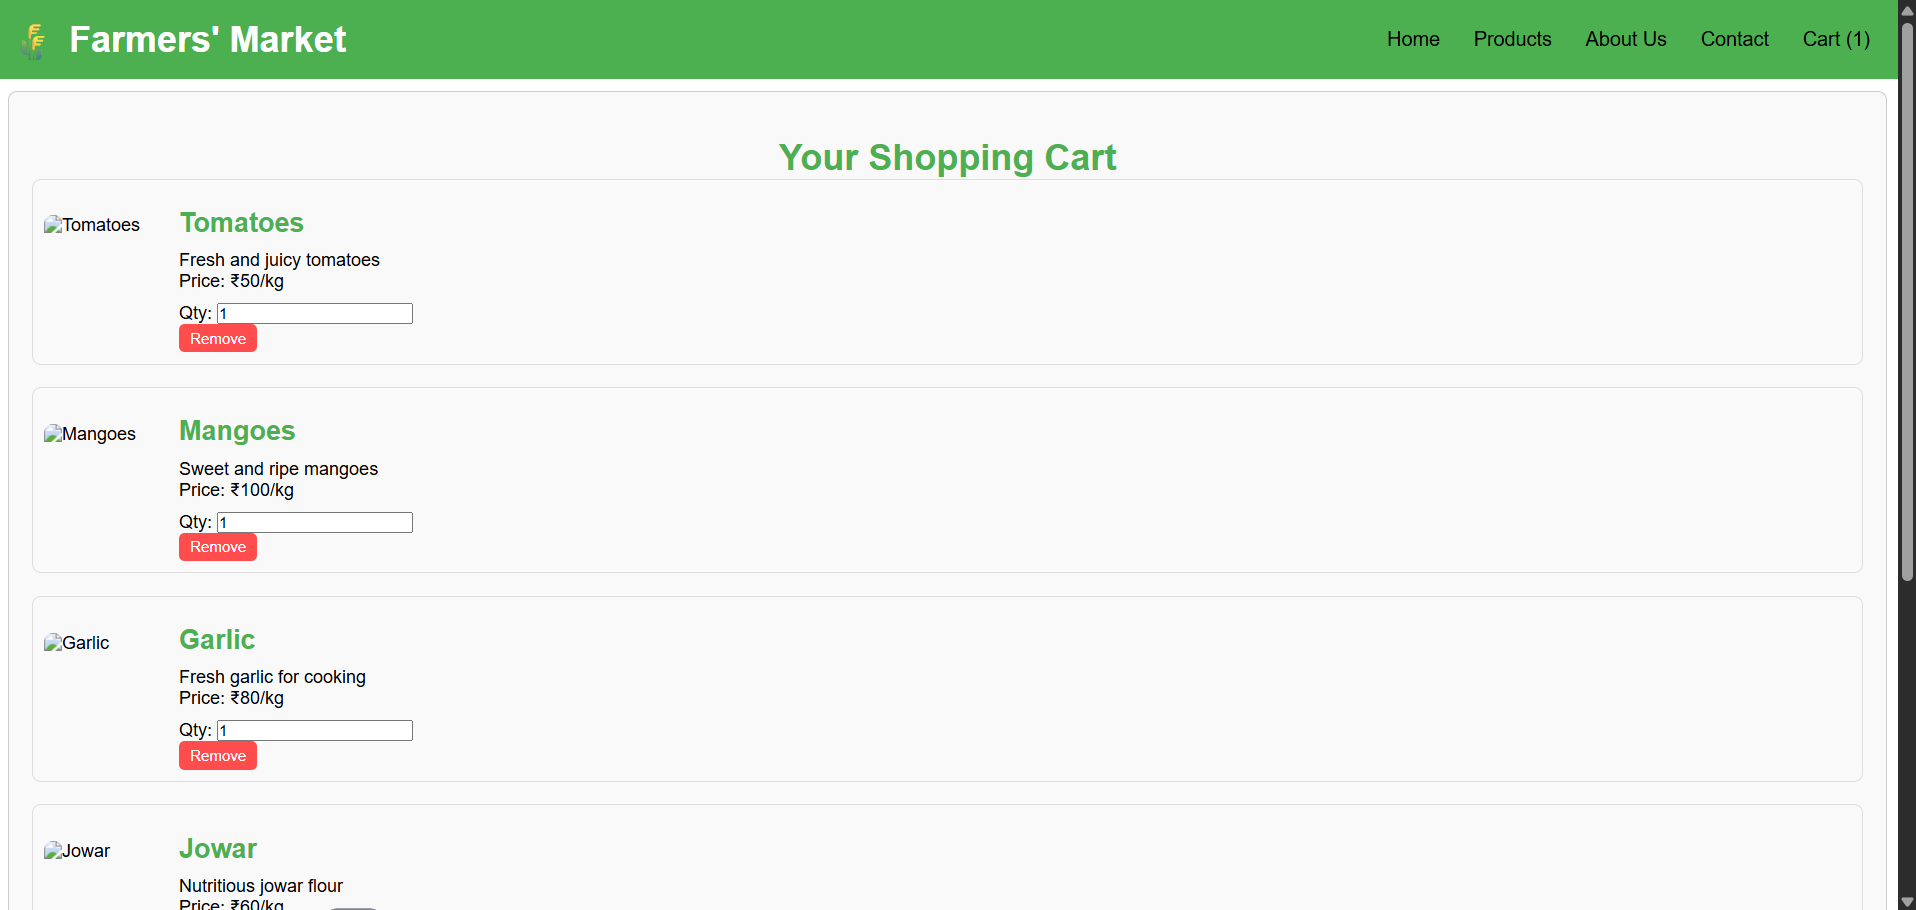 Farmers' Market
Home Products About Us Contact Cart (1)
Your Shopping Cart
Tomatoes
Tomatoes
Fresh and juicy tomatoes
Price: ₹50/kg
Qty: 1
Remove
Mangoes
Mangoes
Sweet and ripe mangoes
Price: ₹100/kg
Qty: 1
Remove
Garlic
Garlic
Fresh garlic for cooking
Price: ₹80/kg
Qty: 1
Remove
Jowar
Jowar
Nutritious jowar flour
Price: ₹60/kg